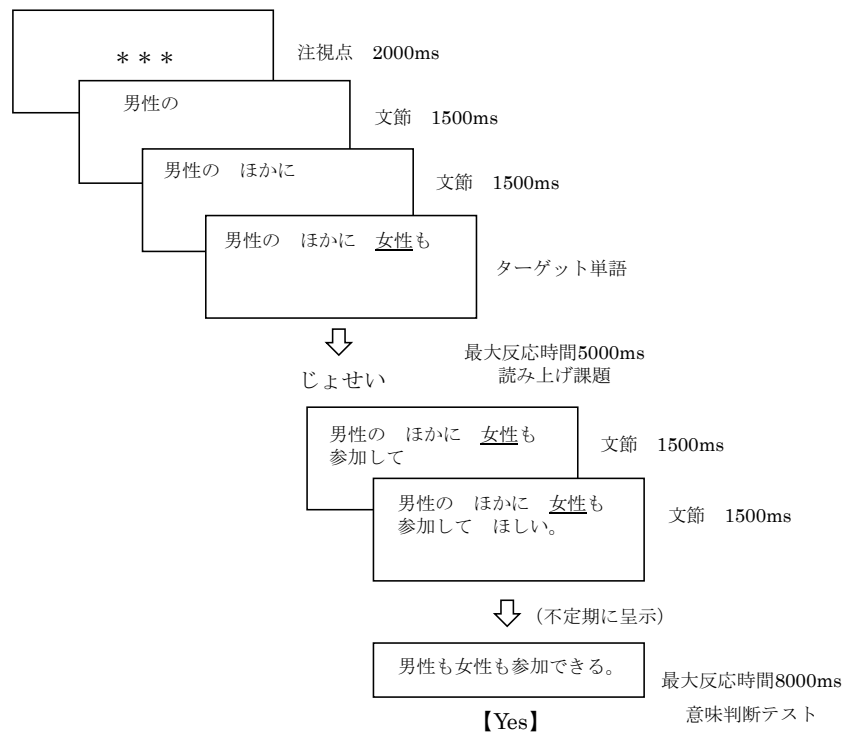 ＊＊＊
注視点　2000ms
男性の
文節　1500ms
男性の　ほかに
文節　1500ms
男性の　ほかに　女性も
ターゲット単語
最大反応時間5000ms
読み上げ課題
じょせい
男性の　ほかに　女性も
参加して
文節　1500ms
男性の　ほかに　女性も
参加して　ほしい。
文節　1500ms
（不定期に呈示）
男性も女性も参加できる。
最大反応時間8000ms
意味判断テスト
【Yes】